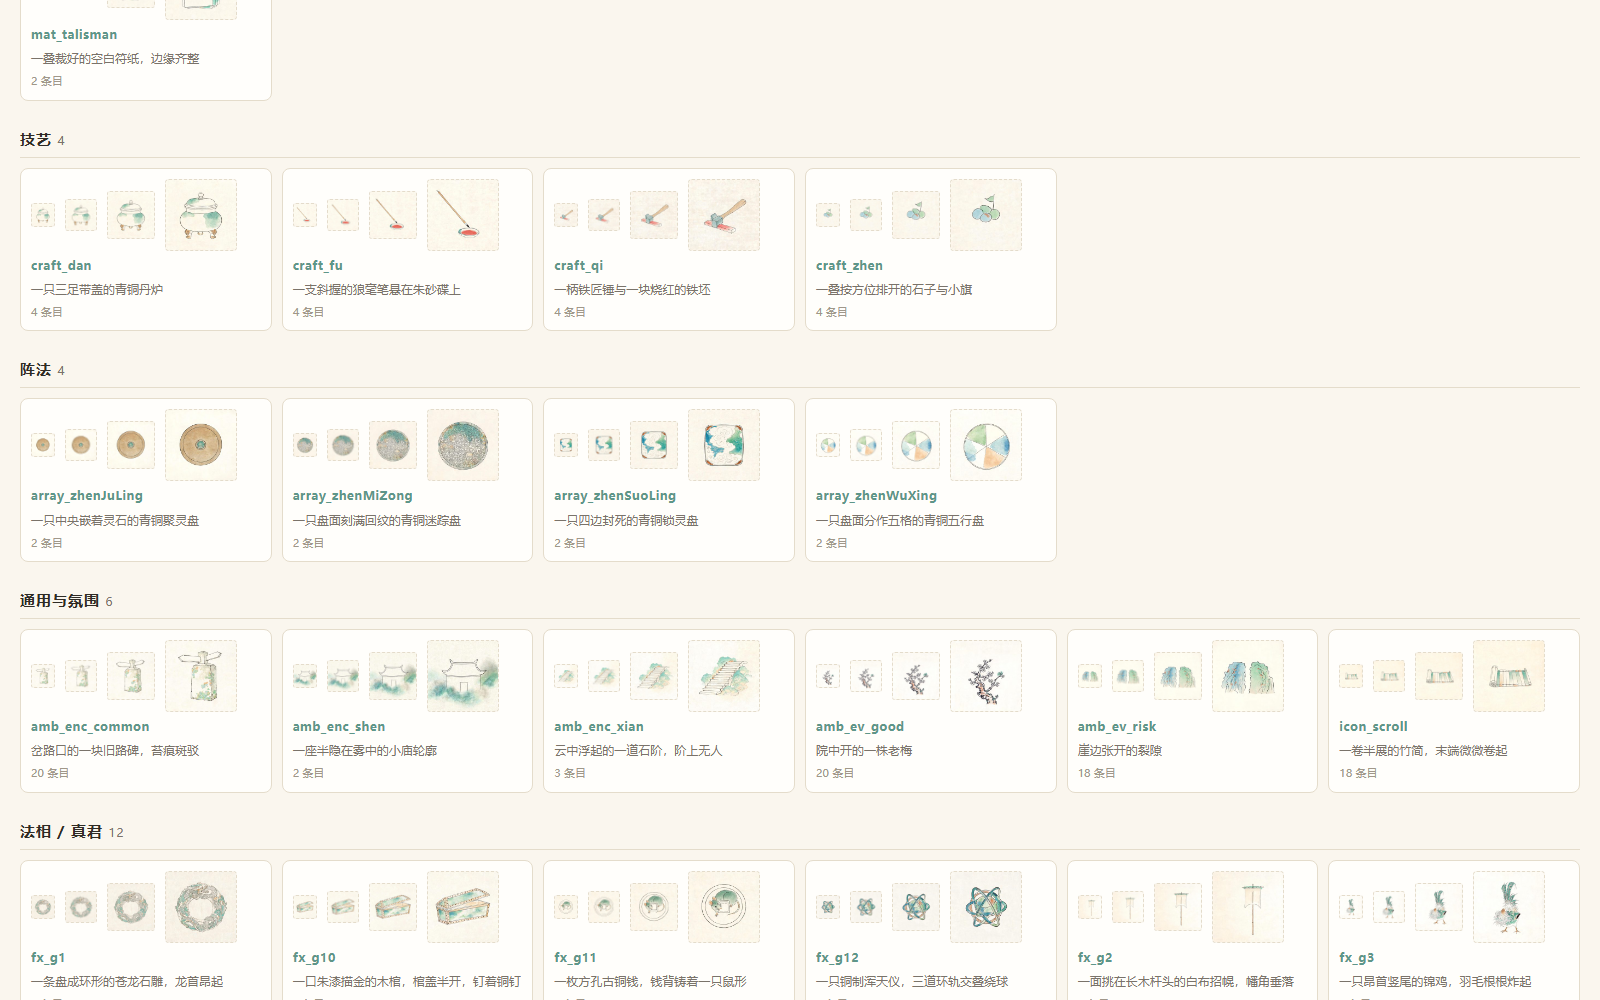 mat_talisman
一叠裁好的空白符纸，边缘齐整
2 条目
技艺 4
craft_dan
一只三足带盖的青铜丹炉
4 条目
craft_fu
一支斜握的狼毫笔悬在朱砂碟上
4 条目
craft_qi
一柄铁匠锤与一块烧红的铁坯
4 条目
craft_zhen
一叠按方位排开的石子与小旗
4 条目
阵法 4
array_zhenJuLing
一只中央嵌着灵石的青铜聚灵盘
2 条目
array_zhenMiZong
一只盘面刻满回纹的青铜迷踪盘
2 条目
array_zhenSuoLing
一只四边封死的青铜锁灵盘
2 条目
array_zhenWuXing
一只盘面分作五格的青铜五行盘
2 条目
通用与氛围 6
amb_enc_common
岔路口的一块旧路碑，苔痕斑驳
20 条目
amb_enc_shen
一座半隐在雾中的小庙轮廓
2 条目
amb_enc_xian
云中浮起的一道石阶，阶上无人
3 条目
amb_ev_good
院中开的一株老梅
20 条目
amb_ev_risk
崖边张开的裂隙
18 条目
icon_scroll
一卷半展的竹简，末端微微卷起
18 条目
法相 / 真君 12
fx_g1
一条盘成环形的苍龙石雕，龙首昂起
fx_g10
一口朱漆描金的木棺，棺盖半开，钉着铜钉
fx_g11
一枚方孔古铜钱，钱背铸着一只鼠形
fx_g12
一只铜制浑天仪，三道环轨交叠绕球
fx_g2
一面挑在长木杆头的白布招幌，幡角垂落
fx_g3
一只昂首竖尾的锦鸡，羽毛根根炸起